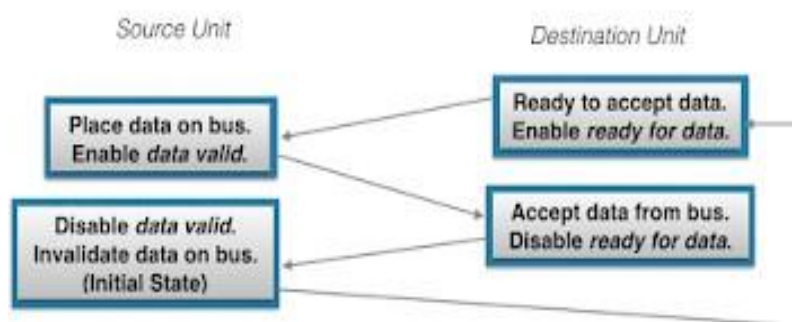 Source Unit
Destination Unit
Ready to accept data.
Enable ready for data.
Place data on bus.
Enable data valid.
Accept data from bus.
Disable ready for data.
Disable data valid.
Invalidate data on bus.
(Initial State)